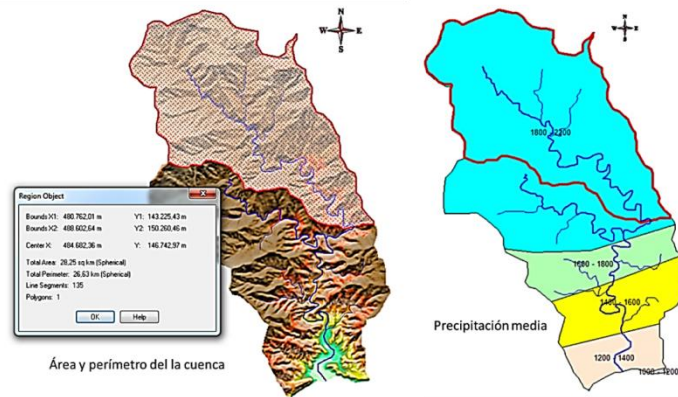 N
W E
S
Region Object
Bounds X1: 480.762,01 m Y1: 143.225,43 m
Bounds X2: 488.602,64 m Y2: 150.260,46 m
Center X: 484.682,36 m Y: 146.742,97 m
Total Area: 28,25 sq km (Spherical)
Total Perimeter: 26,63 km (Spherical)
Line Segments: 135
Polygons: 1
OK Help
Área y perímetro del la cuenca
N
W E
S
1800 - 2200
1600 - 1800
1400 - 1600
1200 - 1400
1000 - 1200
Precipitación media